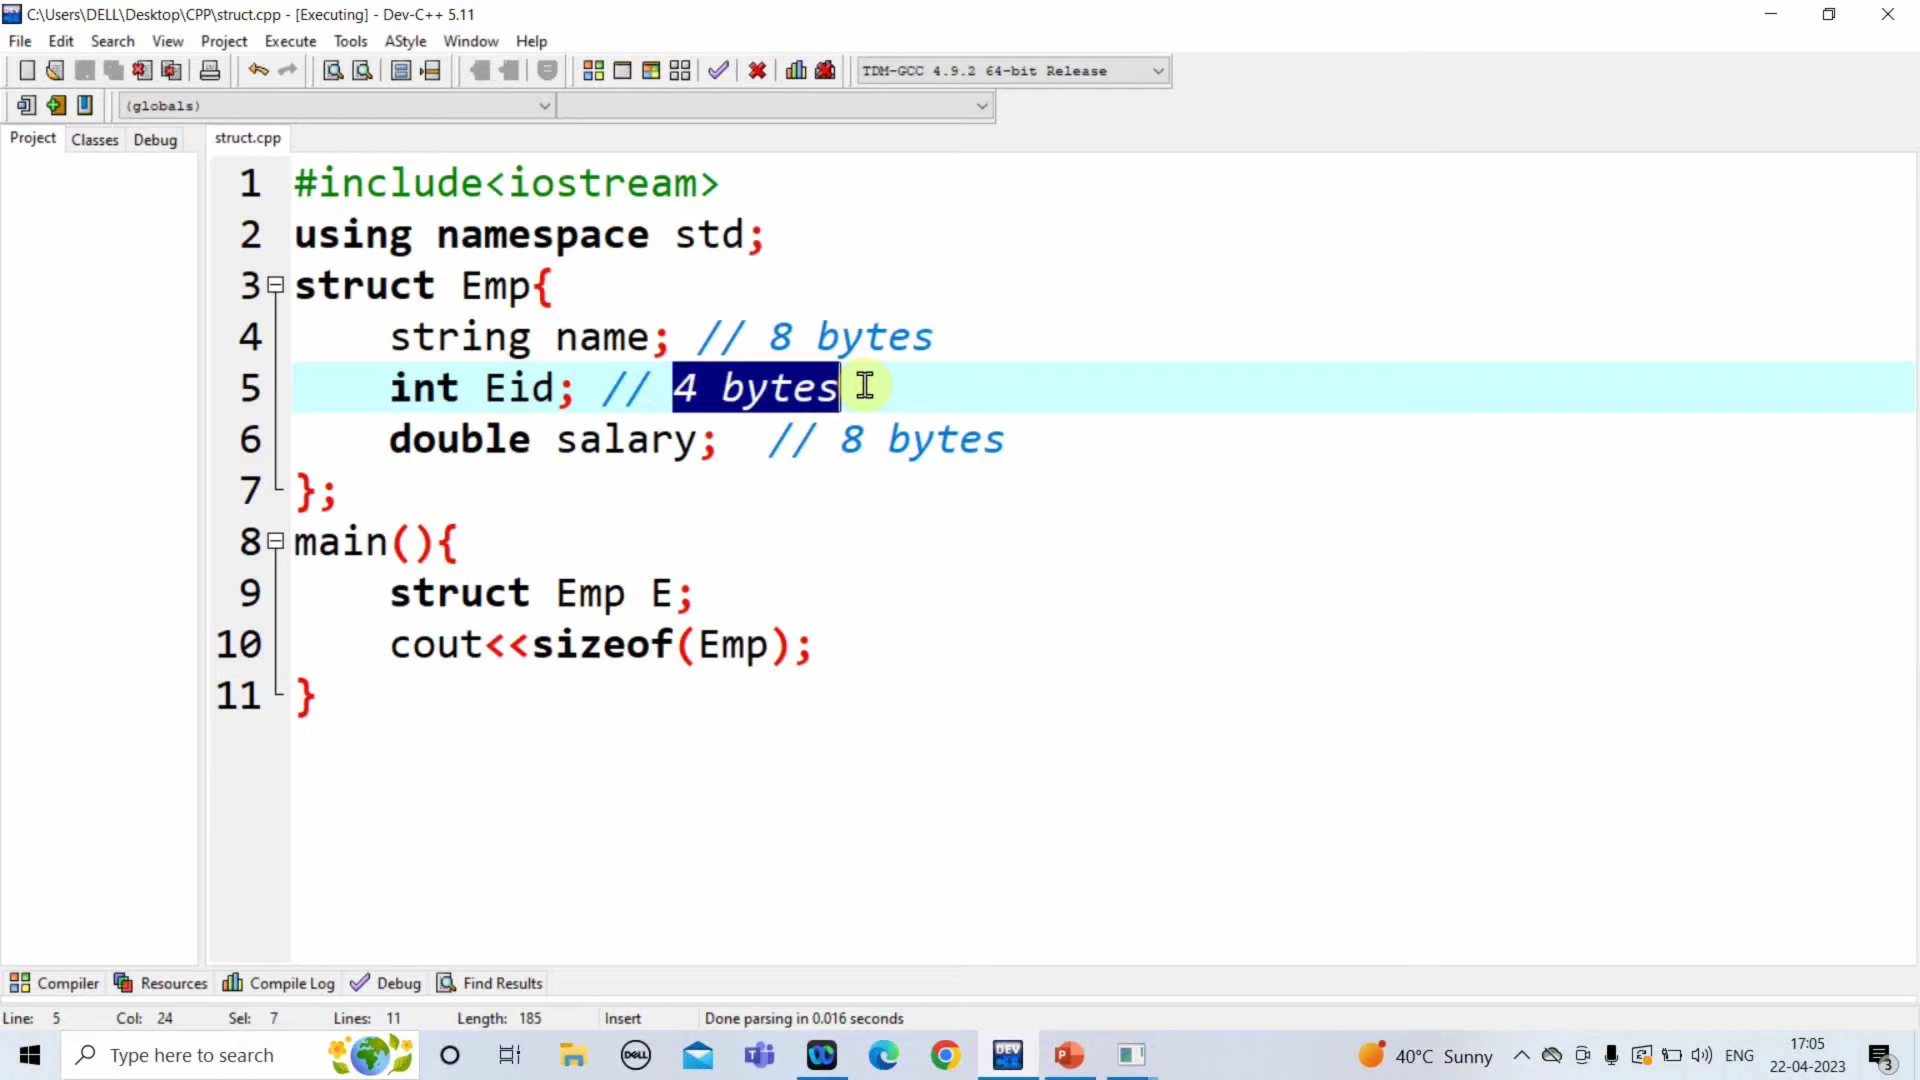 C:\Users\DELL\Desktop\CPP\struct.cpp - [Executing] - Dev-C++ 5.11
File Edit Search View Project Execute Tools AStyle Window Help
TDM-GCC 4.9.2 64-bit Release
(globals)
Project Classes Debug struct.cpp
1 #include<iostream>
2 using namespace std;
3 struct Emp{
4 string name; // 8 bytes
5 int Eid; // 4 bytes
6 double salary; // 8 bytes
7 };
8 main(){
9 struct Emp E;
10 cout<<sizeof(Emp);
11 }
Compiler Resources Compile Log Debug Find Results
Line: 5 Col: 24 Sel: 7 Lines: 11 Length: 185 Insert Done parsing in 0.016 seconds
Type here to search DELL DEV 40°C Sunny ENG 17:05
22-04-2023 3